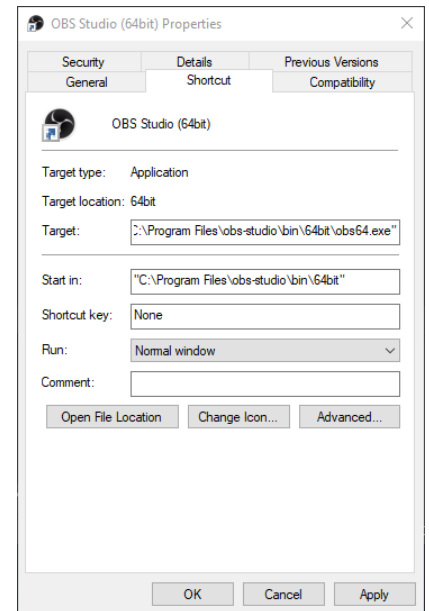 OBS Studio (64bit) Properties
Security Details Previous Versions
General Shortcut Compatibility
OBS Studio (64bit)
Target type: Application
Target location: 64bit
Target: :\Program Files\obs-studio\bin\64bit\obs64.exe"
Start in: "C:\Program Files\obs-studio\bin\64bit"
Shortcut key: None
Run: Normal window
Comment:
Open File Location Change Icon... Advanced...
OK Cancel Apply